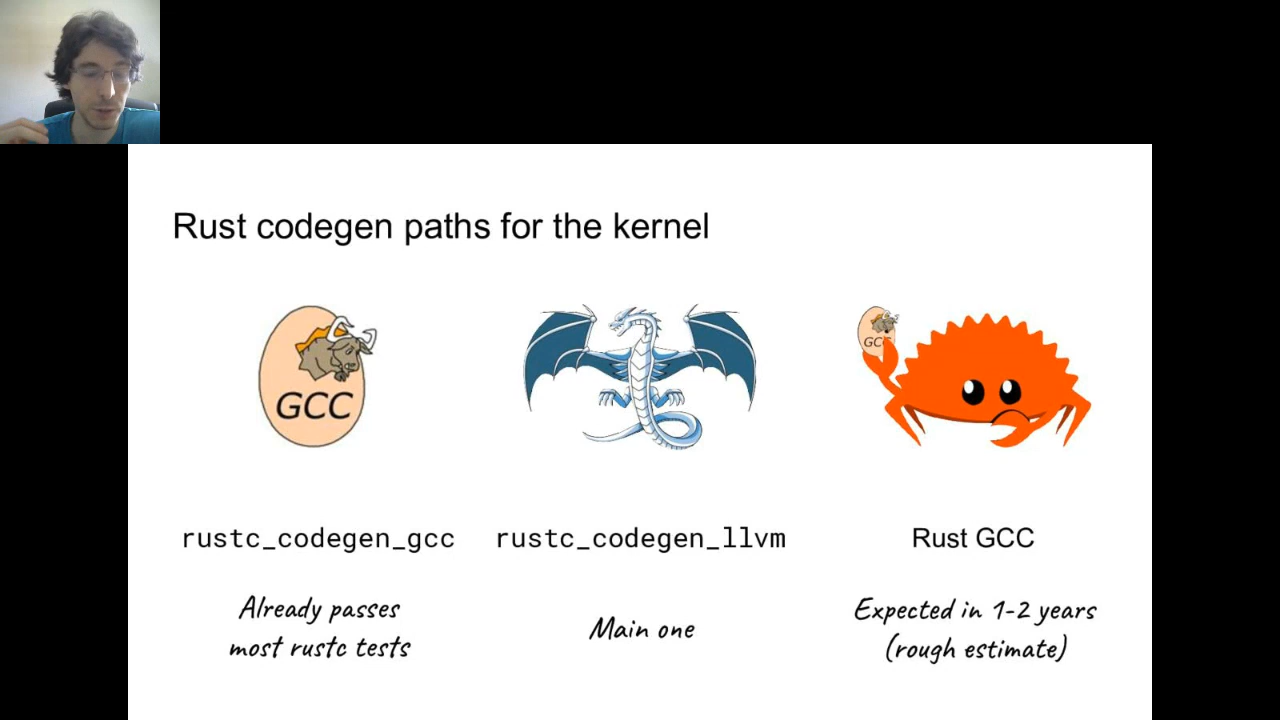 Rust codegen paths for the kernel
GCC
GCC
rustc_codegen_gcc
rustc_codegen_llvm
Rust GCC
Already passes
most rustc tests
Main one
Expected in 1-2 years
(rough estimate)